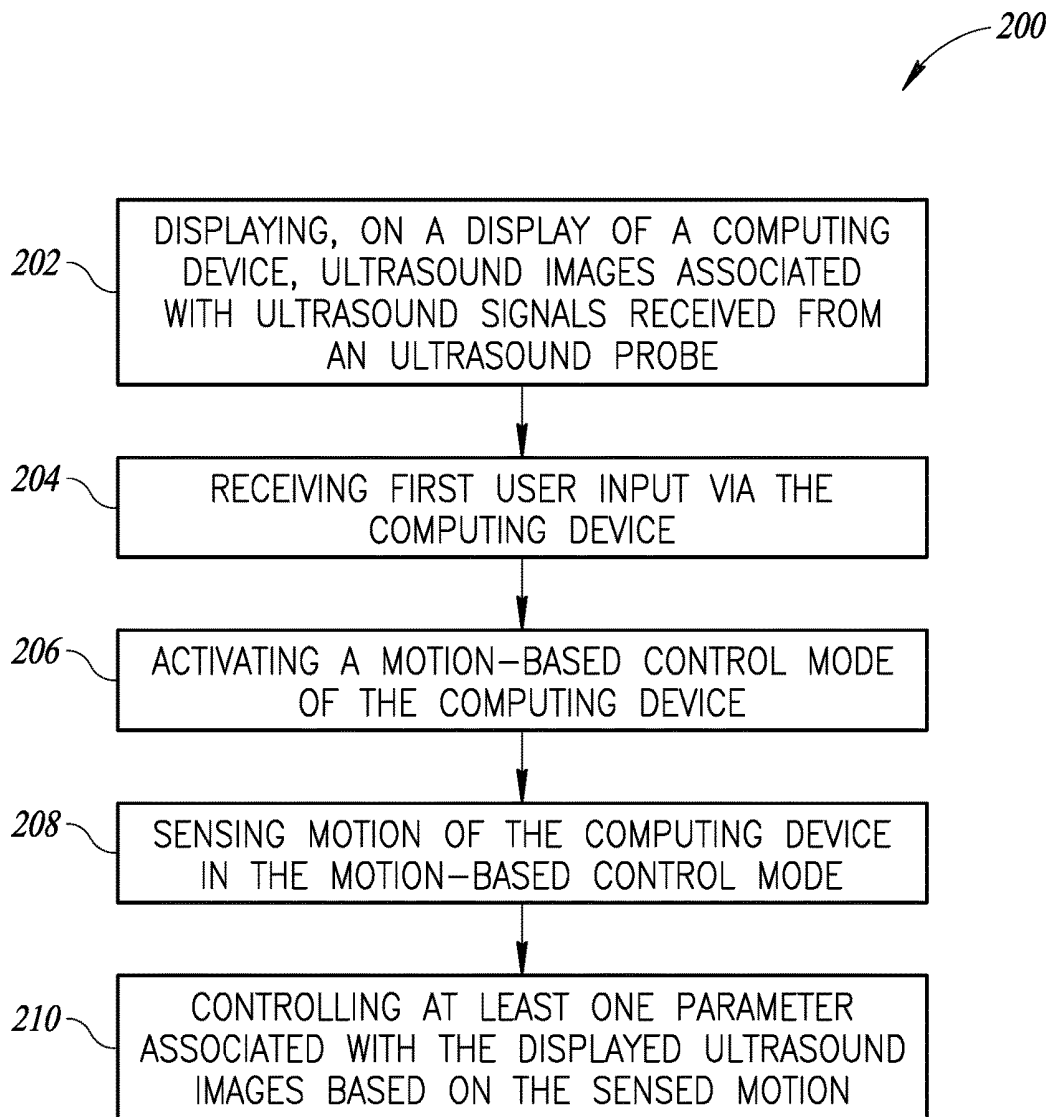 200
202
DISPLAYING, ON A DISPLAY OF A COMPUTING
DEVICE, ULTRASOUND IMAGES ASSOCIATED
WITH ULTRASOUND SIGNALS RECEIVED FROM
AN ULTRASOUND PROBE
204
RECEIVING FIRST USER INPUT VIA THE
COMPUTING DEVICE
206
ACTIVATING A MOTION-BASED CONTROL MODE
OF THE COMPUTING DEVICE
208
SENSING MOTION OF THE COMPUTING DEVICE
IN THE MOTION-BASED CONTROL MODE
210
CONTROLLING AT LEAST ONE PARAMETER
ASSOCIATED WITH THE DISPLAYED ULTRASOUND
IMAGES BASED ON THE SENSED MOTION